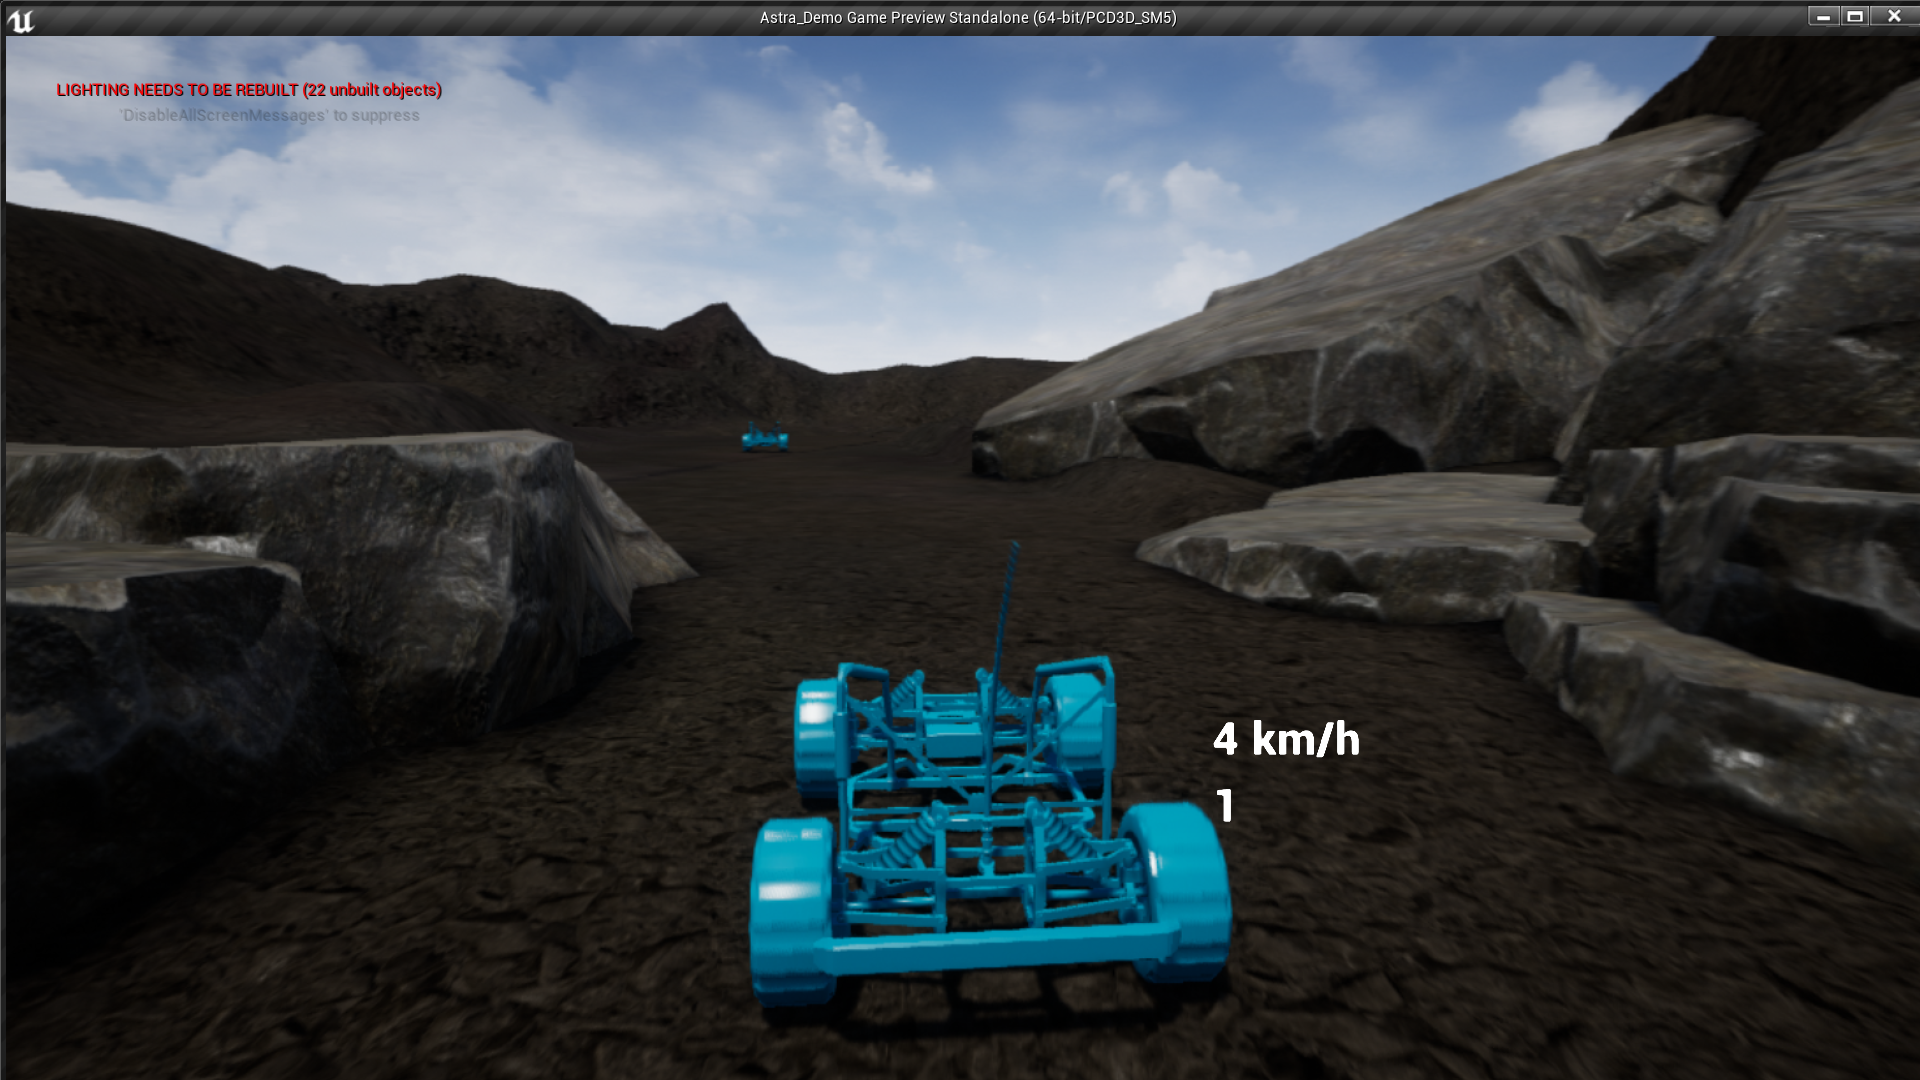 Astra_Demo Game Preview Standalone (64-bit/PCD3D_SM5)
LIGHTING NEEDS TO BE REBUILT (22 unbuilt objects)
'DisableAllScreenMessages' to suppress
4 km/h
1